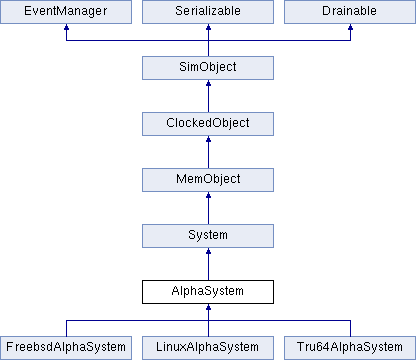 EventManager
Serializable
Drainable
SimObject
ClockedObject
MemObject
System
AlphaSystem
FreebsdAlphaSystem
LinuxAlphaSystem
Tru64AlphaSystem